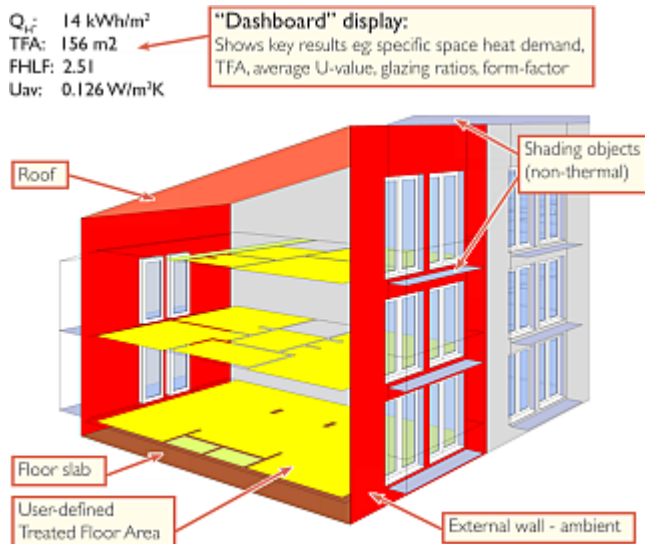 QH: 14 kWh/m²
TFA: 156 m2
FHLF: 2.51
Uav: 0.126 W/m²K
“Dashboard” display:
Shows key results eg: specific space heat demand,
TFA, average U-value, glazing ratios, form-factor
Roof
Shading objects
(non-thermal)
Floor slab
User-defined
Treated Floor Area
External wall - ambient